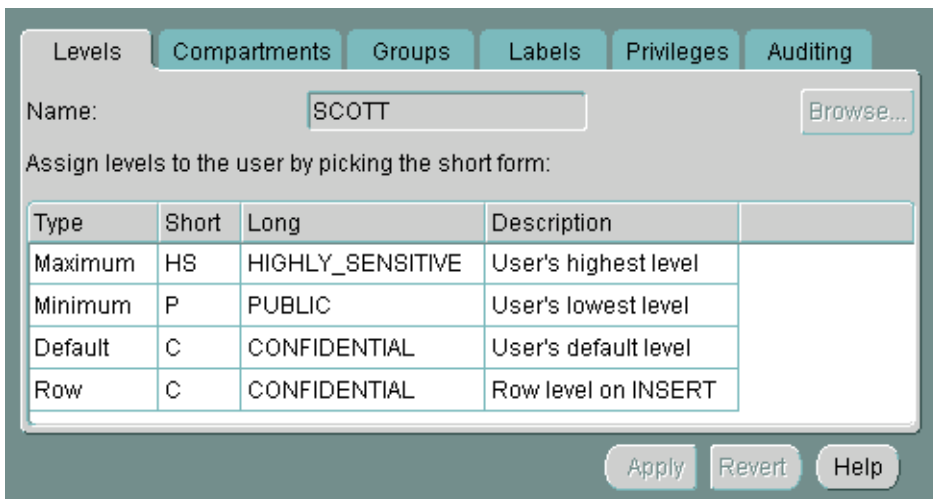 Levels Compartments Groups Labels Privileges Auditing
Name: SCOTT Browse...
Assign levels to the user by picking the short form:
Type Short Long Description
Maximum HS HIGHLY_SENSITIVE User's highest level
Minimum P PUBLIC User's lowest level
Default C CONFIDENTIAL User's default level
Row C CONFIDENTIAL Row level on INSERT
Apply Revert Help